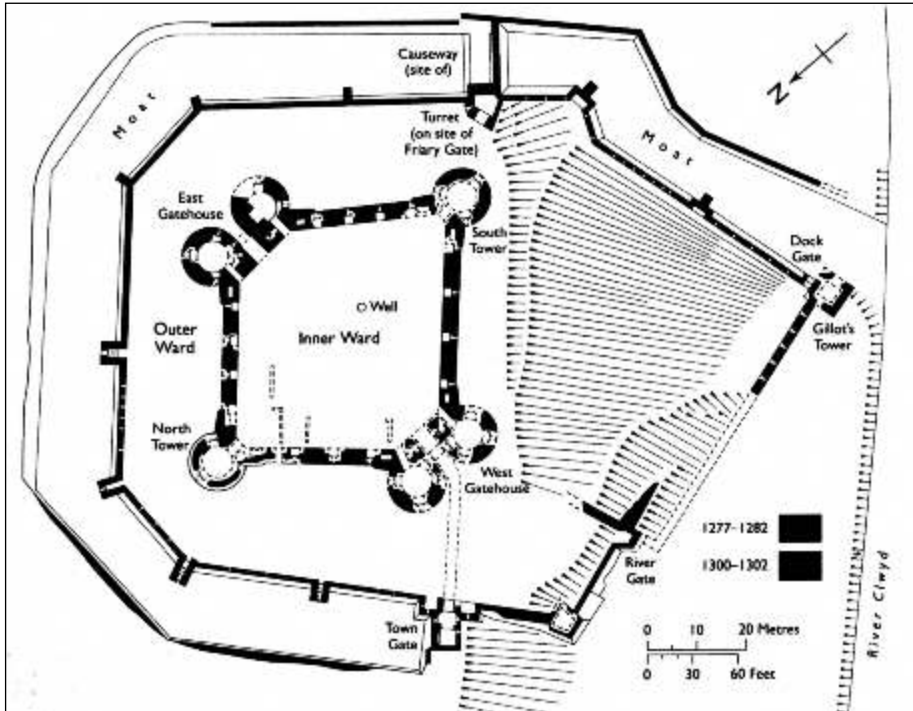 Causeway
(site of)
N
Moat
Turret
(on site of
Friary Gate)
Moat
East
Gatehouse
South
Tower
Dock
Gate
Well
Outer
Ward
Inner Ward
Gillot's
Tower
North
Tower
West
Gatehouse
1277–1282
1300–1302
River
Gate
Town
Gate
0 10 20 Metres
0 30 60 Feet
River Clwyd